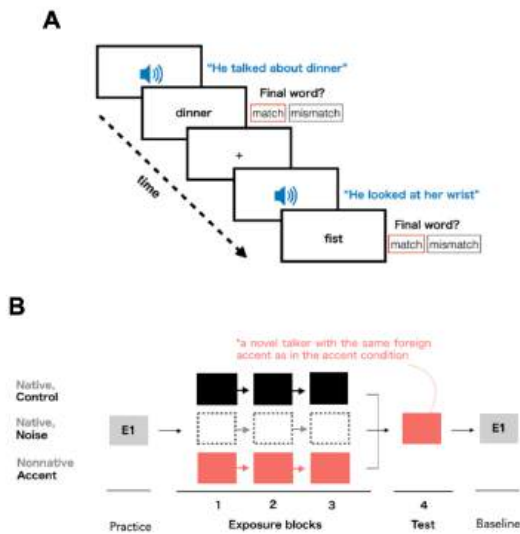 A
"He talked about dinner"
Final word?
dinner
match mismatch
+
time
"He looked at her wrist"
Final word?
fist
match mismatch
B
*a novel talker with the same foreign
accent as in the accent condition
Native,
Control
Native,
Noise
E1
E1
Nonnative
Accent
1 2 3 4
Practice Exposure blocks Test Baseline